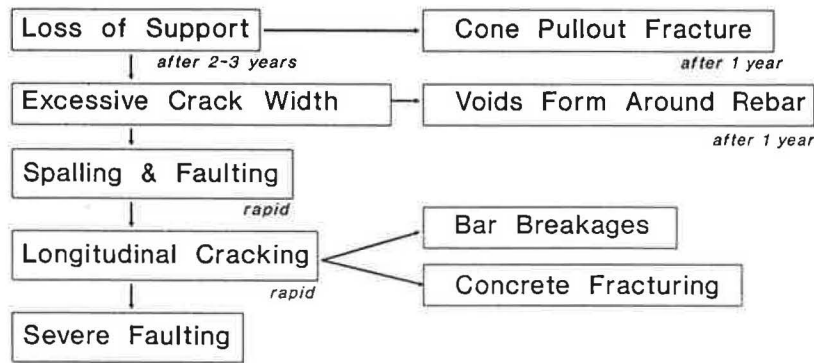 Loss of Support
Cone Pullout Fracture
after 2-3 years
after 1 year
Excessive Crack Width
Voids Form Around Rebar
after 1 year
Spalling & Faulting
rapid
Bar Breakages
Longitudinal Cracking
rapid
Concrete Fracturing
Severe Faulting